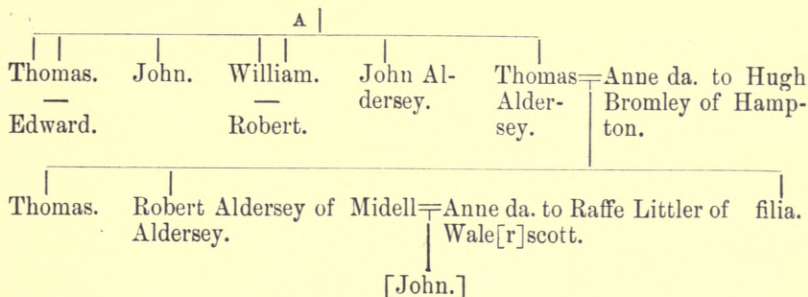 A
Thomas. John. William. John Al- Thomas Anne da. to Hugh
— — dersey. Alder- Bromley of Hamp-
Edward. Robert. sey. ton.
Thomas. Robert Aldersey of Midell Anne da. to Raffe Littler of filia.
Aldersey. Wale[r]scott.
[John.]